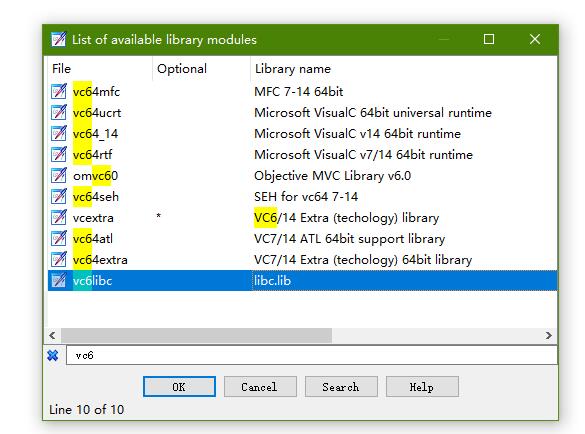 List of available library modules
File Optional Library name
vc64mfc MFC 7-14 64bit
vc64ucrt Microsoft VisualC 64bit universal runtime
vc64_14 Microsoft VisualC v14 64bit runtime
vc64rtf Microsoft VisualC v7/14 64bit runtime
omvc60 Objective MVC Library v6.0
vc64seh SEH for vc64 7-14
vcextra * VC6/14 Extra (techology) library
vc64atl VC7/14 ATL 64bit support library
vc64extra VC7/14 Extra (techology) 64bit library
vc6libc libc.lib
vc6
OK Cancel Search Help
Line 10 of 10